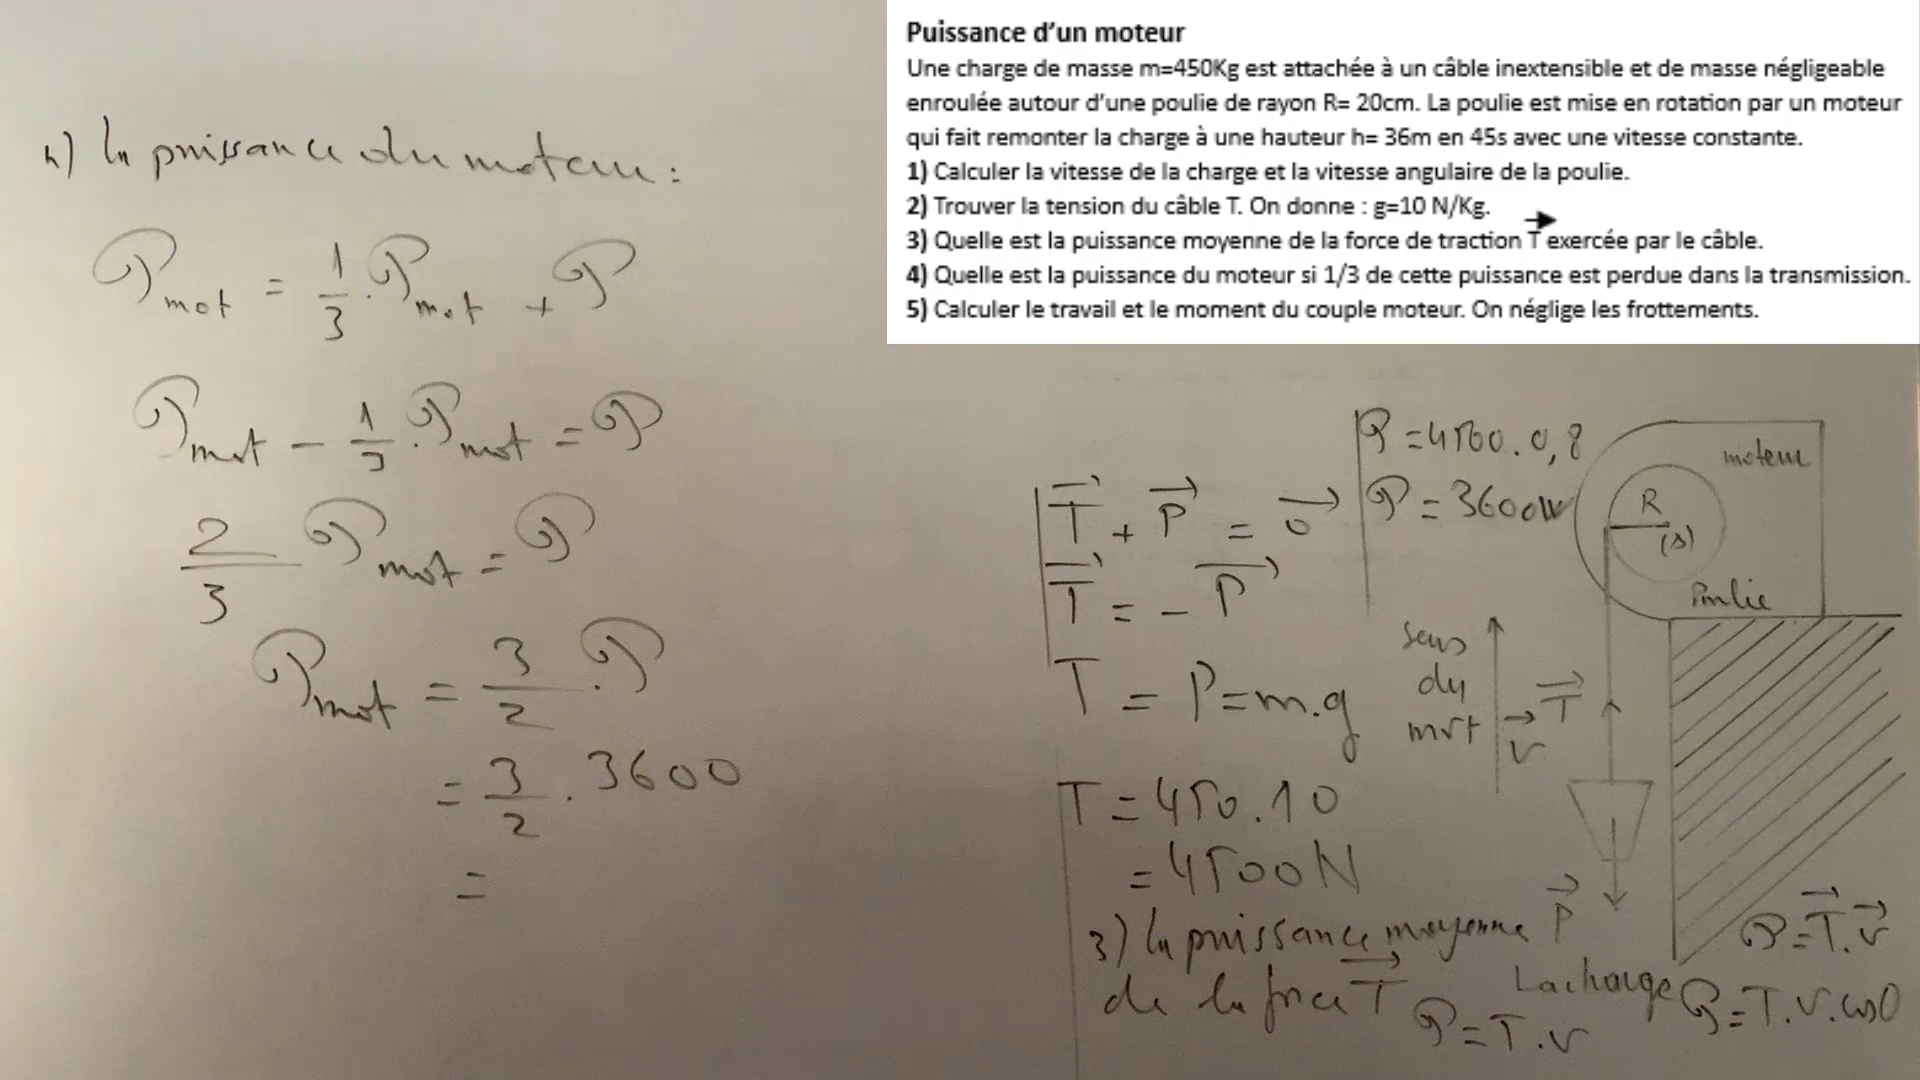 Puissance d'un moteur
Une charge de masse m=450Kg est attachée à un câble inextensible et de masse négligeable
enroulée autour d'une poulie de rayon R= 20cm. La poulie est mise en rotation par un moteur
qui fait remonter la charge à une hauteur h= 36m en 45s avec une vitesse constante.
1) Calculer la vitesse de la charge et la vitesse angulaire de la poulie.
2) Trouver la tension du câble T. On donne : g=10 N/Kg.
3) Quelle est la puissance moyenne de la force de traction T⃗ exercée par le câble.
4) Quelle est la puissance du moteur si 1/3 de cette puissance est perdue dans la transmission.
5) Calculer le travail et le moment du couple moteur. On néglige les frottements.
4) la puissance du moteur :
𝒫mot = 1/3 . 𝒫mot + 𝒫
𝒫mot - 1/3 . 𝒫mot = 𝒫
2/3 𝒫mot = 𝒫
𝒫mot = 3/2 . 𝒫
= 3/2 . 3600
=
T⃗ + P⃗ = 0⃗
T⃗ = - P⃗
T = P = m.g
T = 450.10
= 4500N
3) la puissance moyenne
de la force T⃗
𝒫 = T.v
𝒫 = 4500.0,8
𝒫 = 3600W
moteur
R
(Δ)
Poulie
sens
du
mvt
v⃗
T⃗
P⃗
La charge
𝒫 = T⃗.v⃗
𝒫 = T.v.cos0